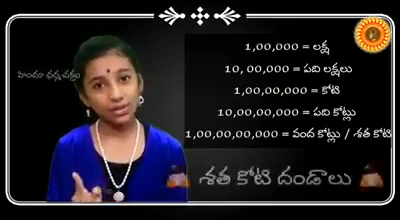 హిందూ ధర్మచక్రం
1,00,000 = లక్ష
10, 00,000 = పది లక్షలు
1,00,00,000 = కోటి
10,00,00,000 = పది కోట్లు
1,00,00,00,000 = వంద కోట్లు / శత కోటి
శత కోటి దండాలు